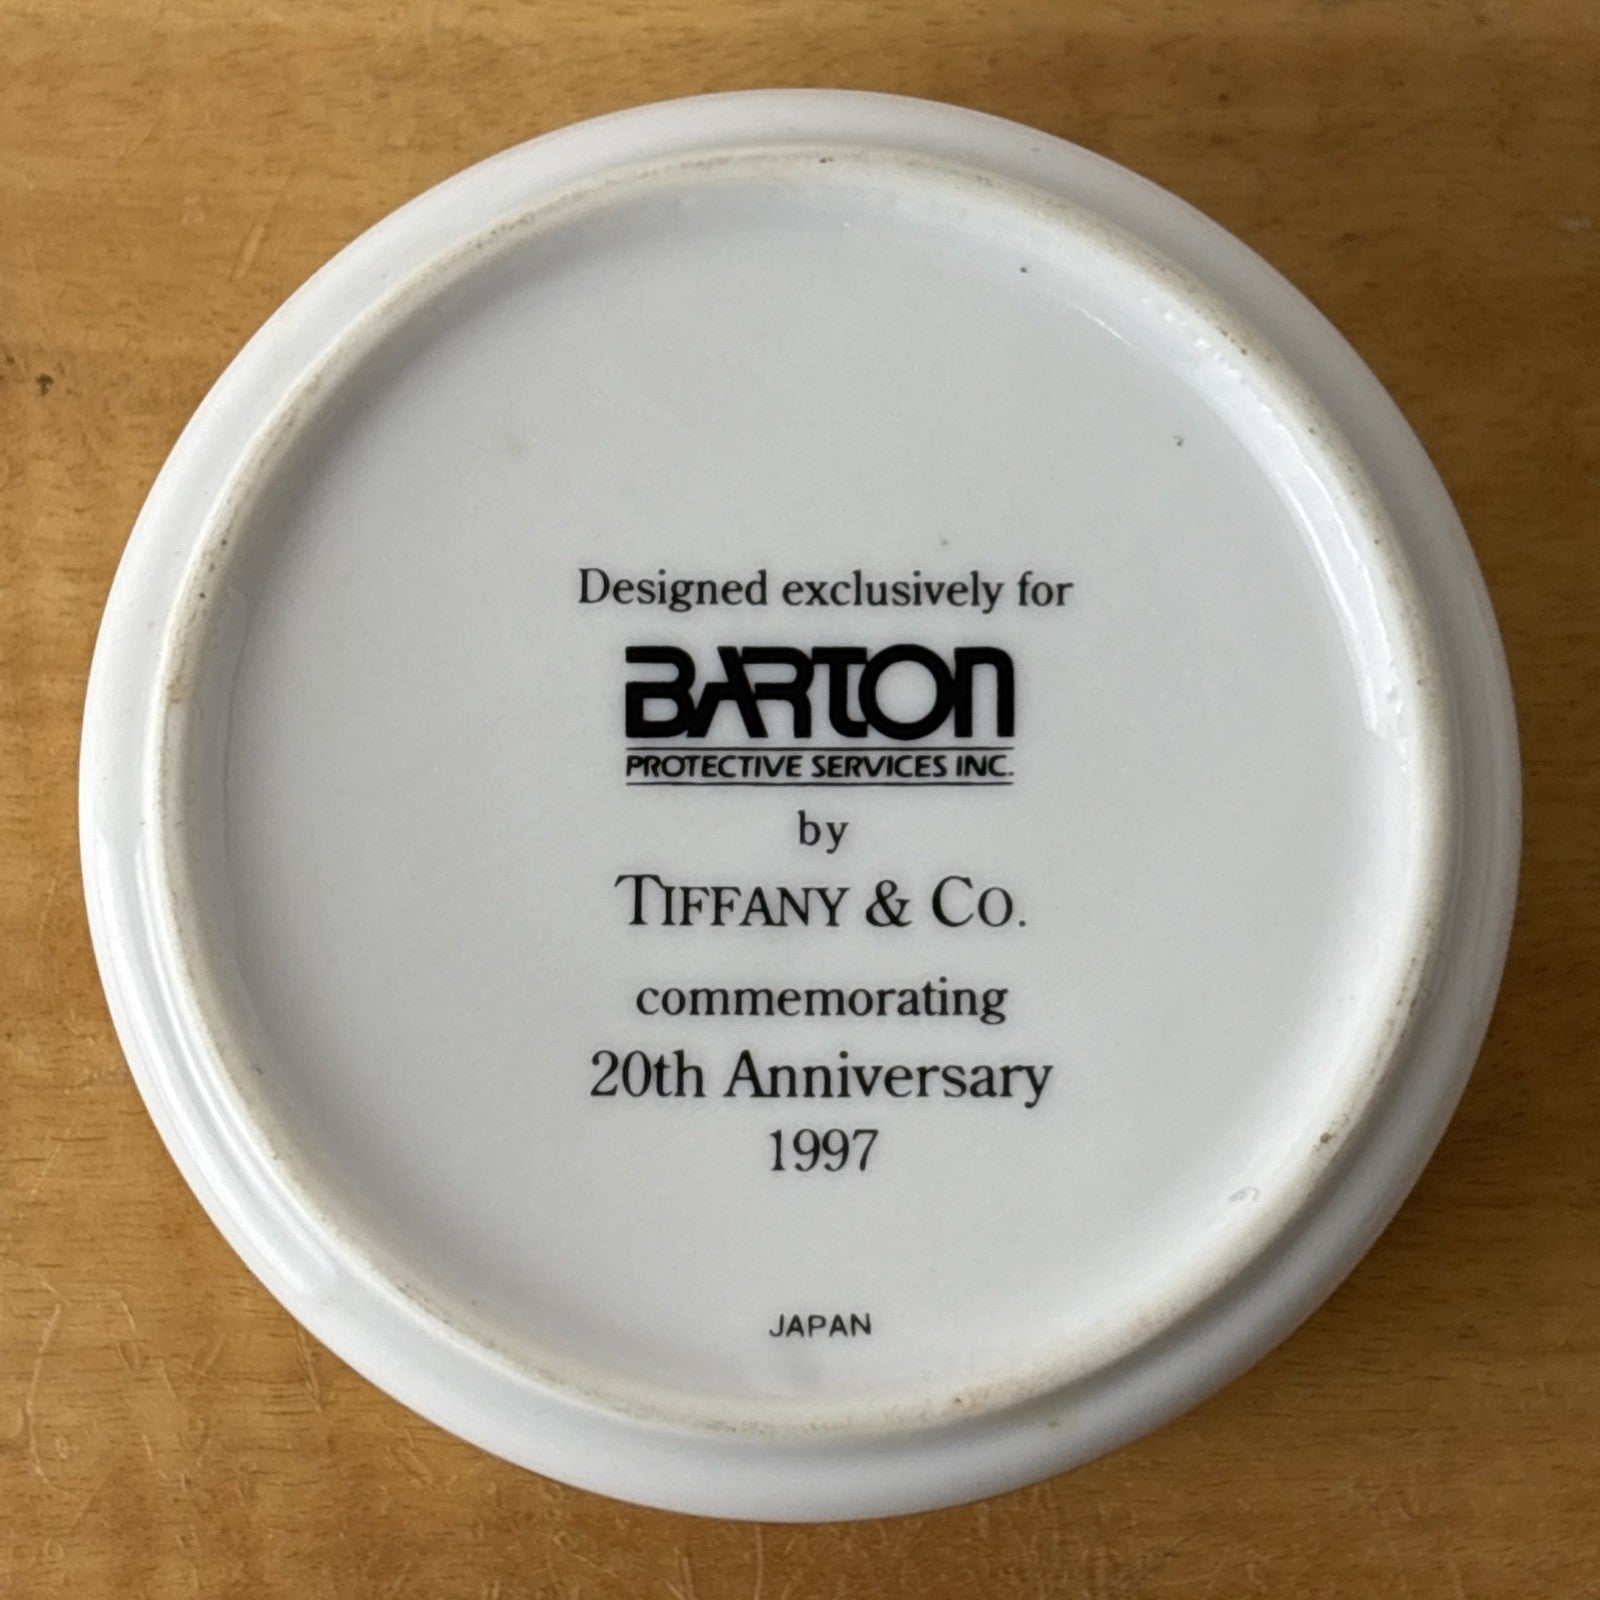 Designed exclusively for
BARTON
PROTECTIVE SERVICES INC.
by
TIFFANY & CO.
commemorating
20th Anniversary
1997
JAPAN